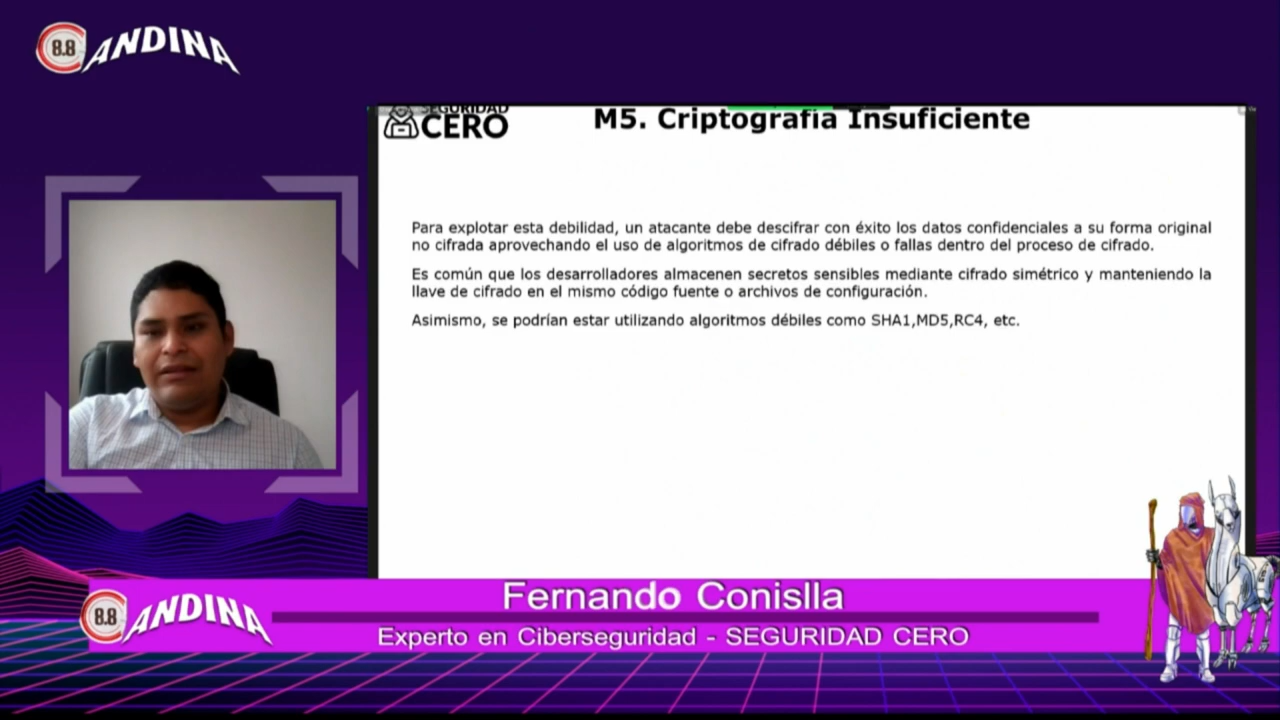 8.8 ANDINA
SEGURIDAD
CERO
M5. Criptografía Insuficiente
Para explotar esta debilidad, un atacante debe descifrar con éxito los datos confidenciales a su forma original
no cifrada aprovechando el uso de algoritmos de cifrado débiles o fallas dentro del proceso de cifrado.
Es común que los desarrolladores almacenen secretos sensibles mediante cifrado simétrico y manteniendo la
llave de cifrado en el mismo código fuente o archivos de configuración.
Asimismo, se podrían estar utilizando algoritmos débiles como SHA1,MD5,RC4, etc.
Fernando Conislla
8.8 ANDINA
Experto en Ciberseguridad - SEGURIDAD CERO